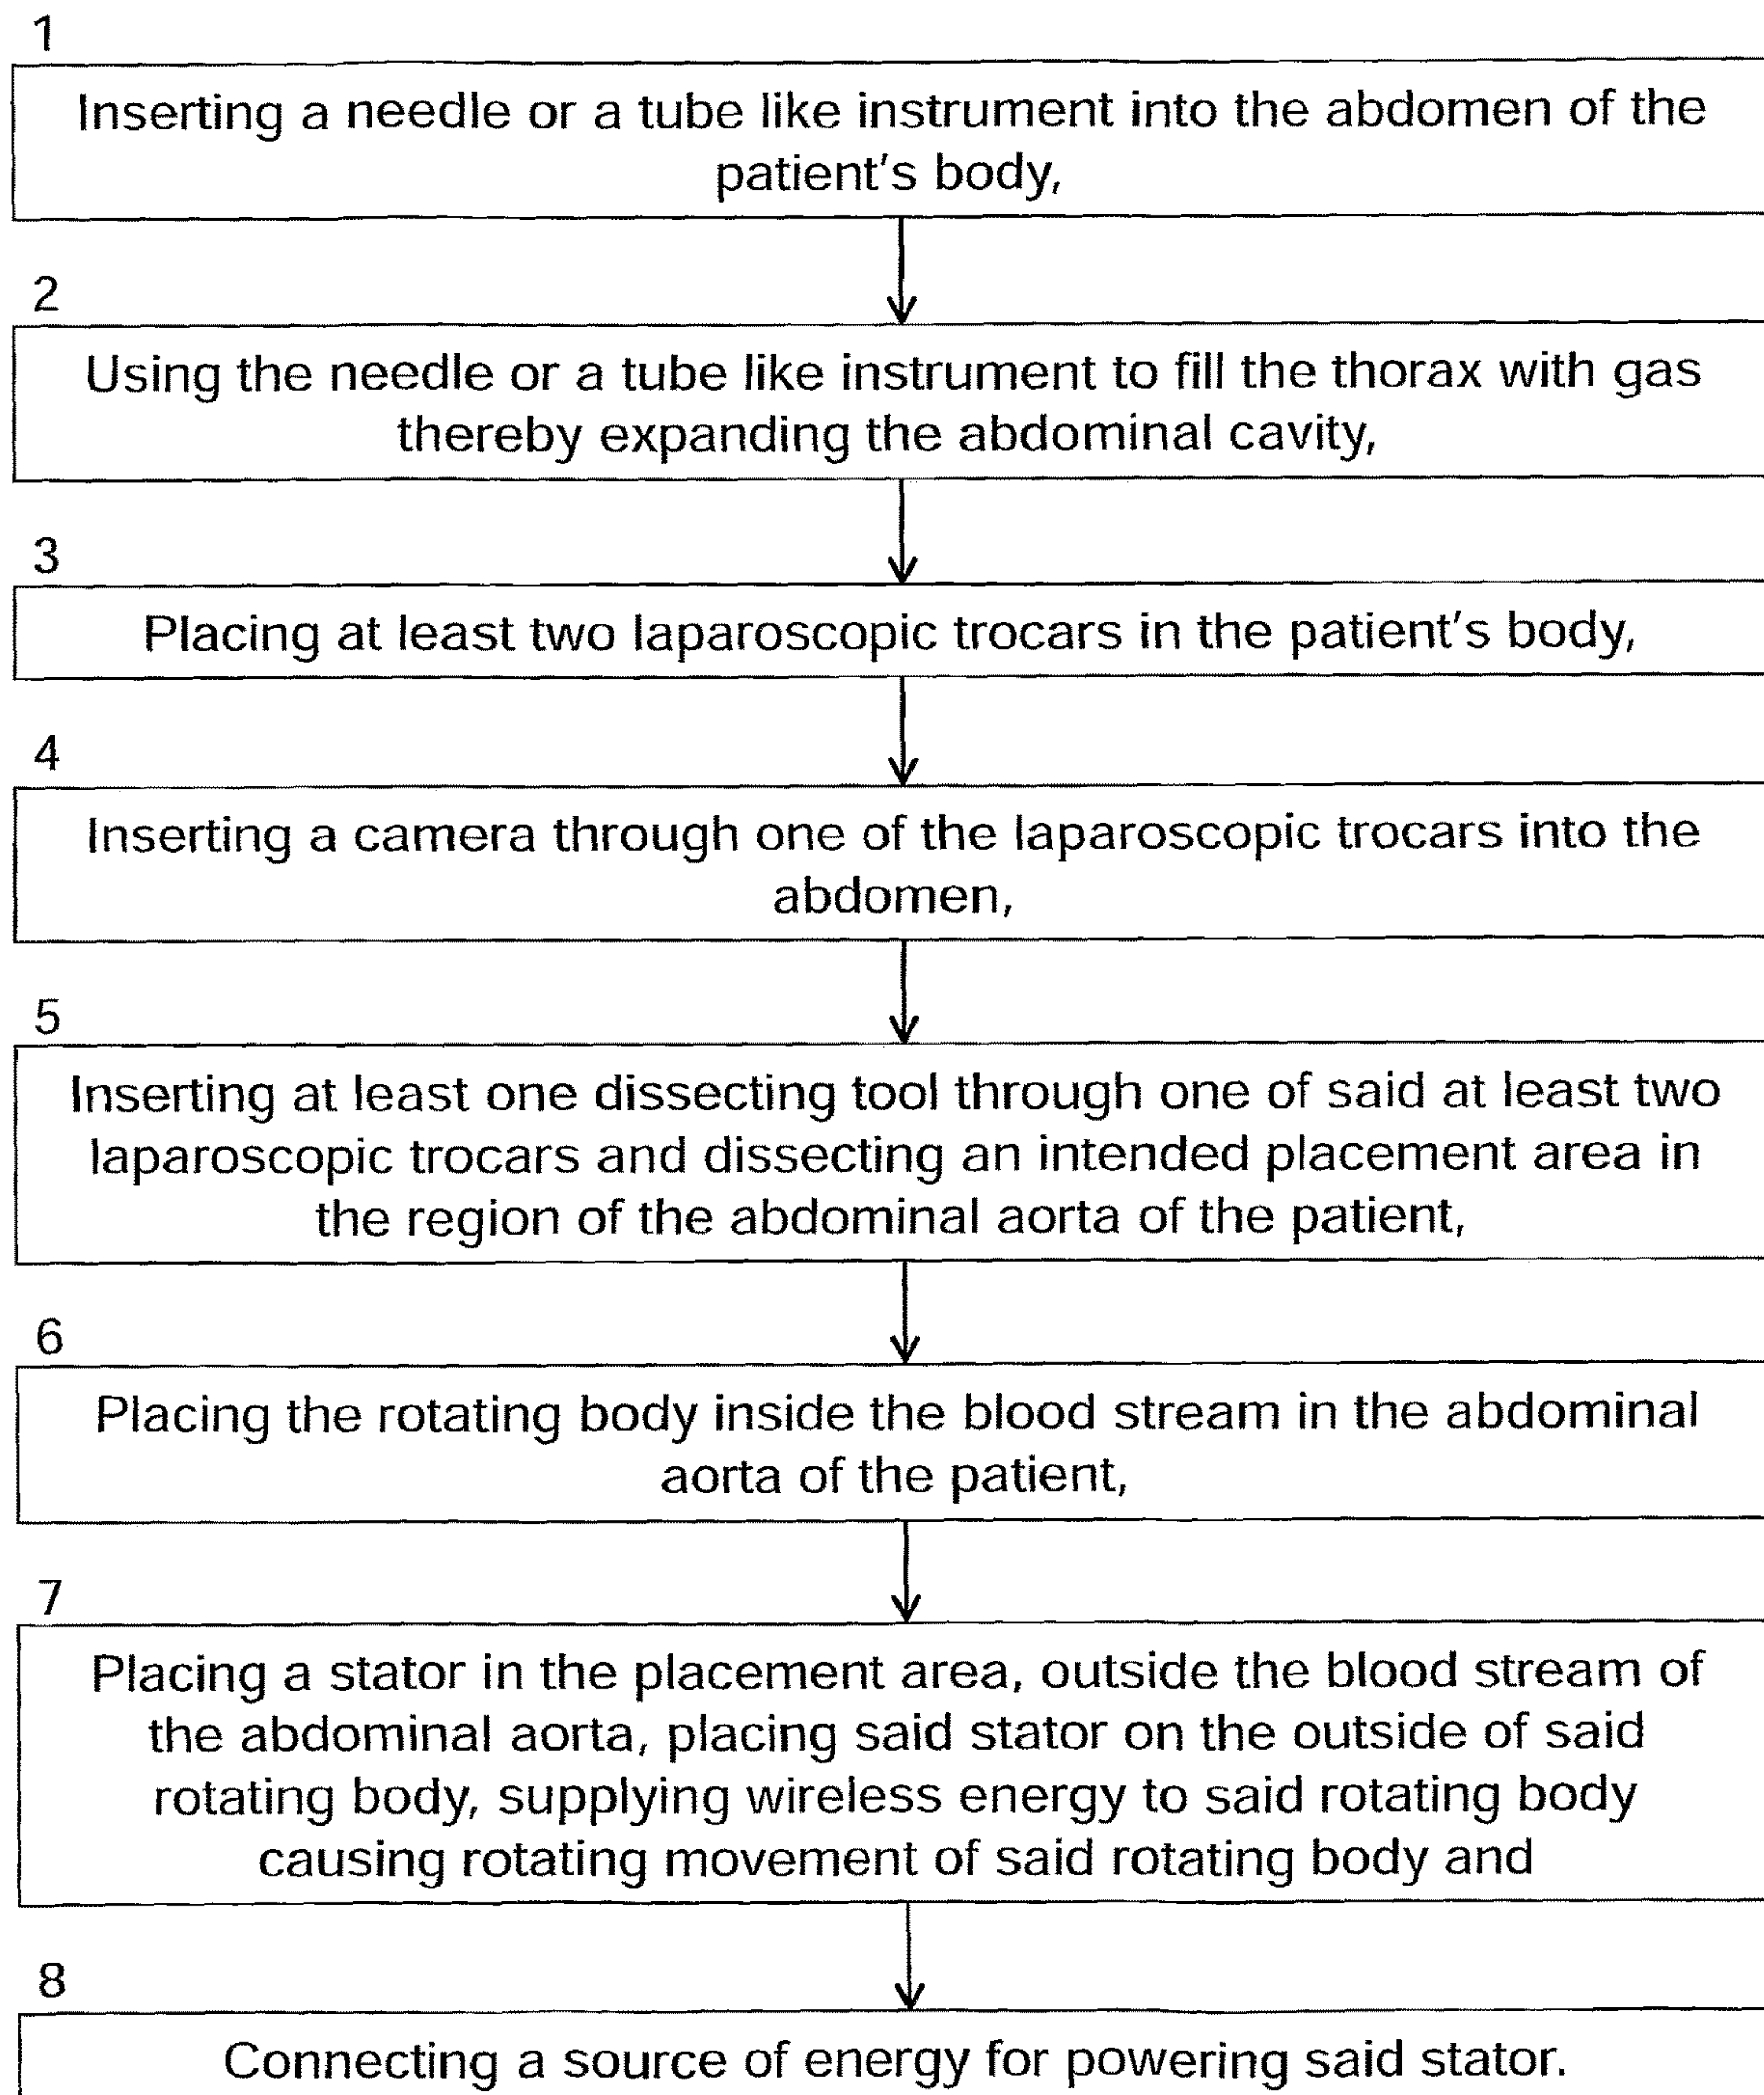 1
Inserting a needle or a tube like instrument into the abdomen of the
patient's body,
2
Using the needle or a tube like instrument to fill the thorax with gas
thereby expanding the abdominal cavity,
3
Placing at least two laparoscopic trocars in the patient's body,
4
Inserting a camera through one of the laparoscopic trocars into the
abdomen,
5
Inserting at least one dissecting tool through one of said at least two
laparoscopic trocars and dissecting an intended placement area in
the region of the abdominal aorta of the patient,
6
Placing the rotating body inside the blood stream in the abdominal
aorta of the patient,
7
Placing a stator in the placement area, outside the blood stream of
the abdominal aorta, placing said stator on the outside of said
rotating body, supplying wireless energy to said rotating body
causing rotating movement of said rotating body and
8
Connecting a source of energy for powering said stator.